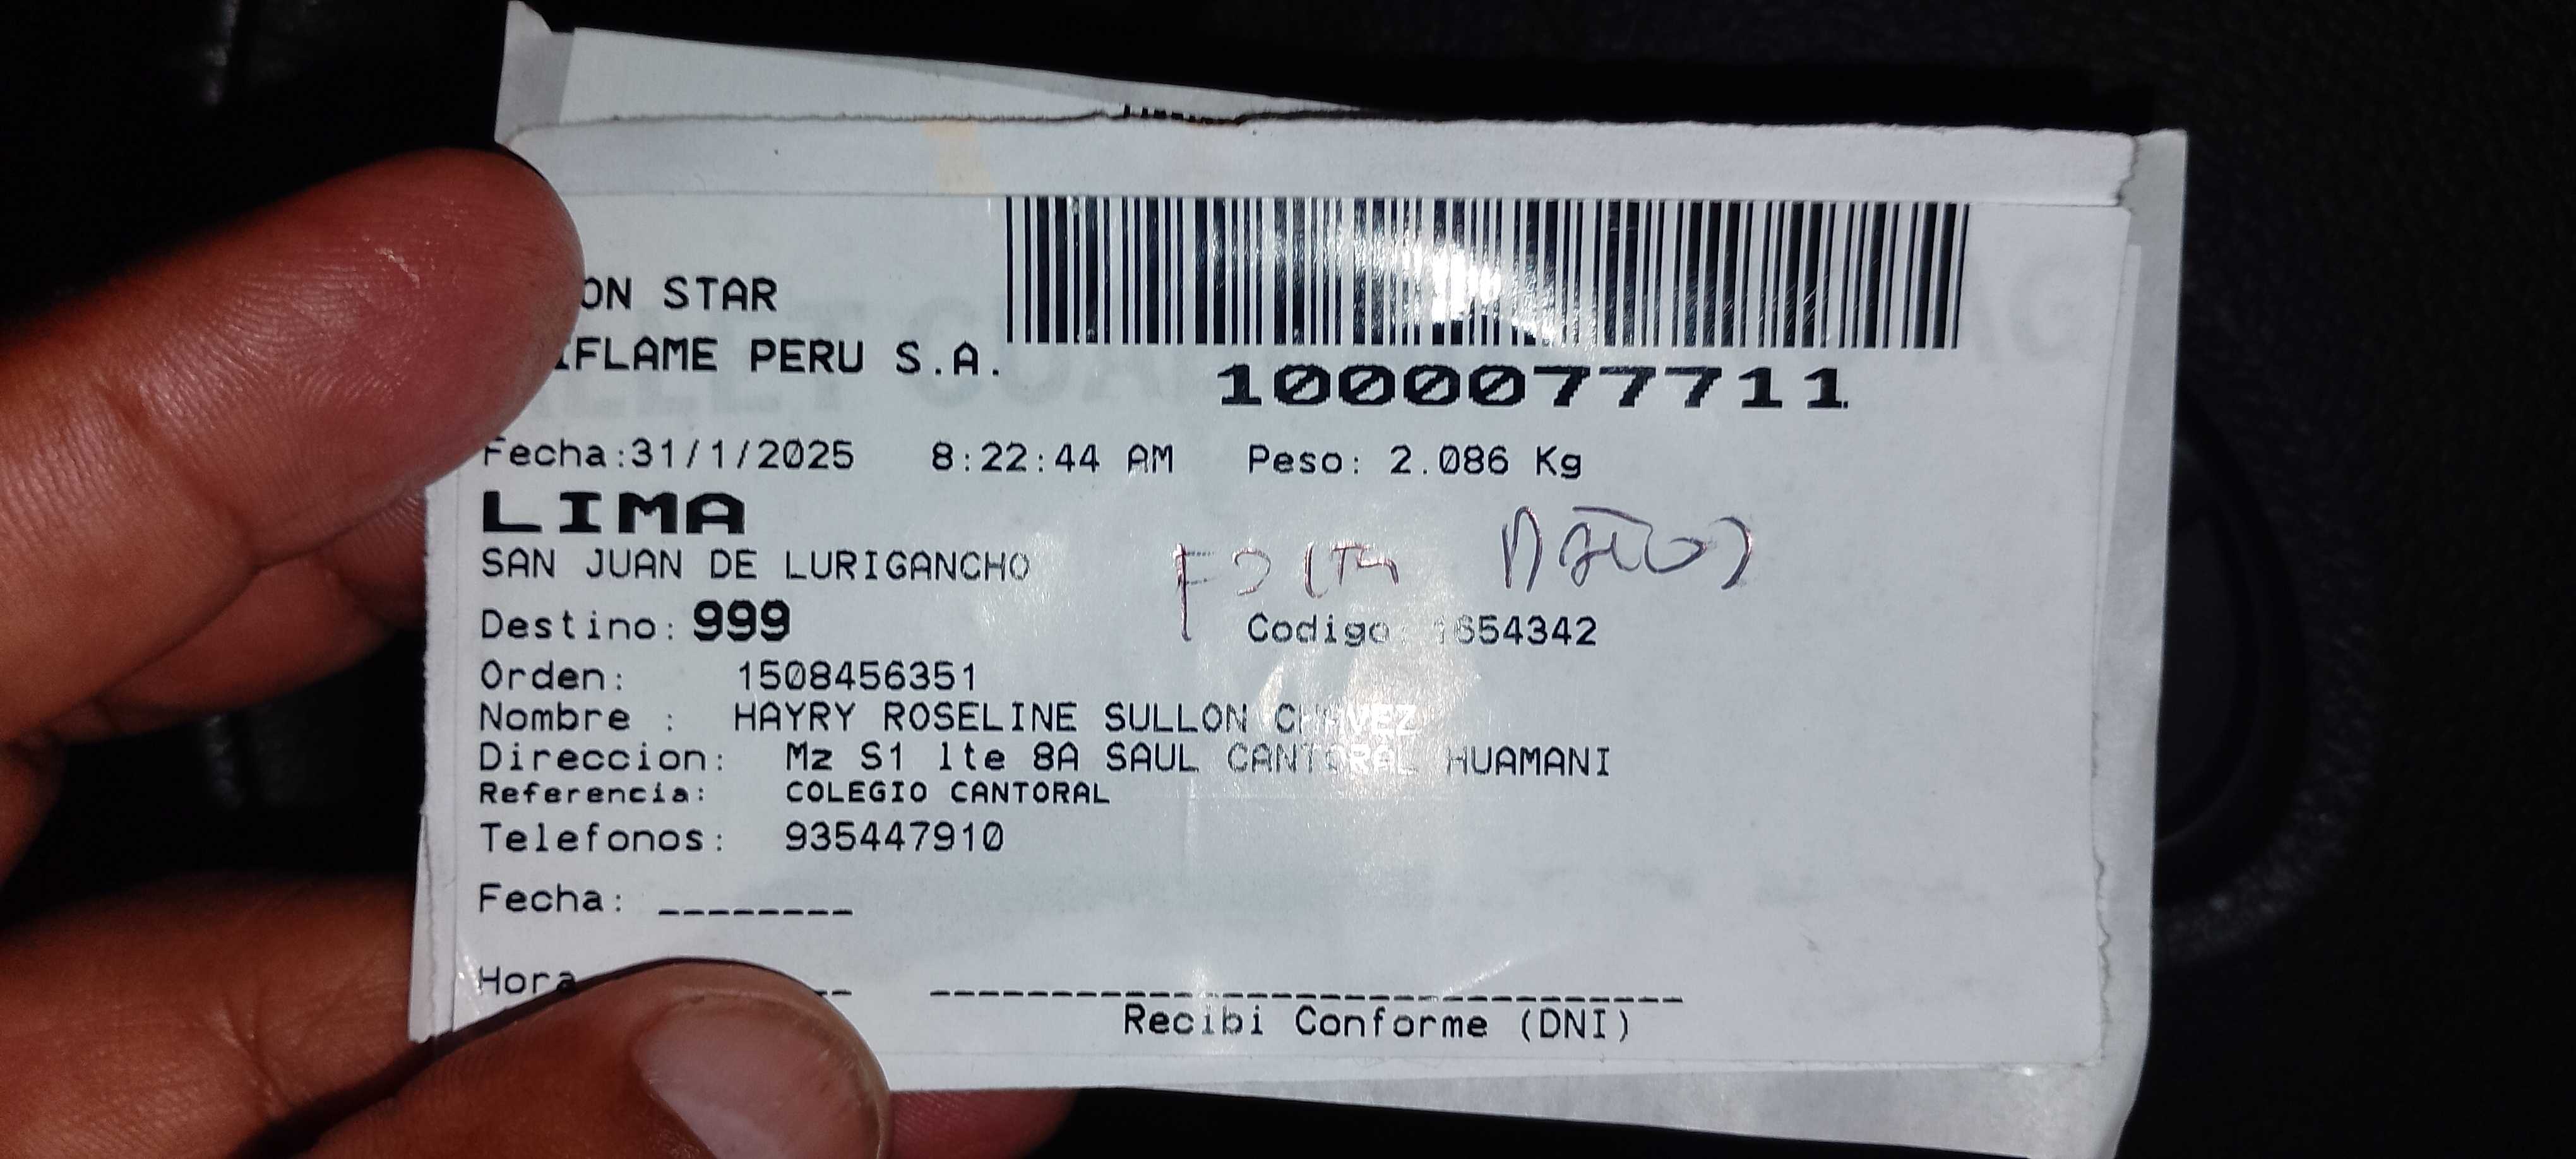 ON STAR
IFLAME PERU S.A.
1000077711
Fecha:31/1/2025 8:22:44 AM Peso: 2.086 Kg
LIMA
SAN JUAN DE LURIGANCHO
Falta Datos
Destino: 999 Codigo 654342
Orden: 1508456351
Nombre : HAYRY ROSELINE SULLON CHAVEZ
Direccion: Mz S1 lte 8A SAUL CANTORAL HUAMANI
Referencia: COLEGIO CANTORAL
Telefonos: 935447910
Fecha: ________
Hora
Recibi Conforme (DNI)